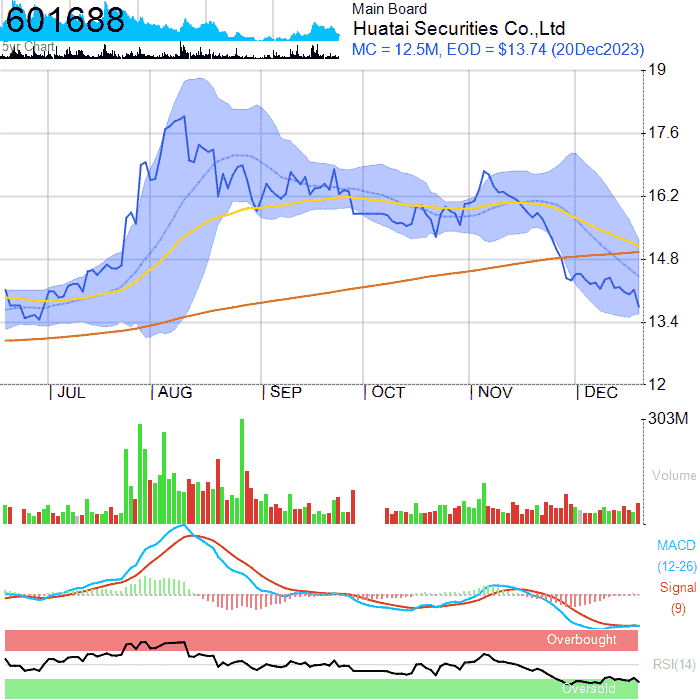 601688
5yr Chart
Main Board
Huatai Securities Co.,Ltd
MC = 12.5M, EOD = $13.74 (20Dec2023)
19
17.6
16.2
14.8
13.4
12
JUL AUG SEP OCT NOV DEC
303M
Volume
MACD
(12-26)
Signal
(9)
Overbought
RSI(14)
Oversold